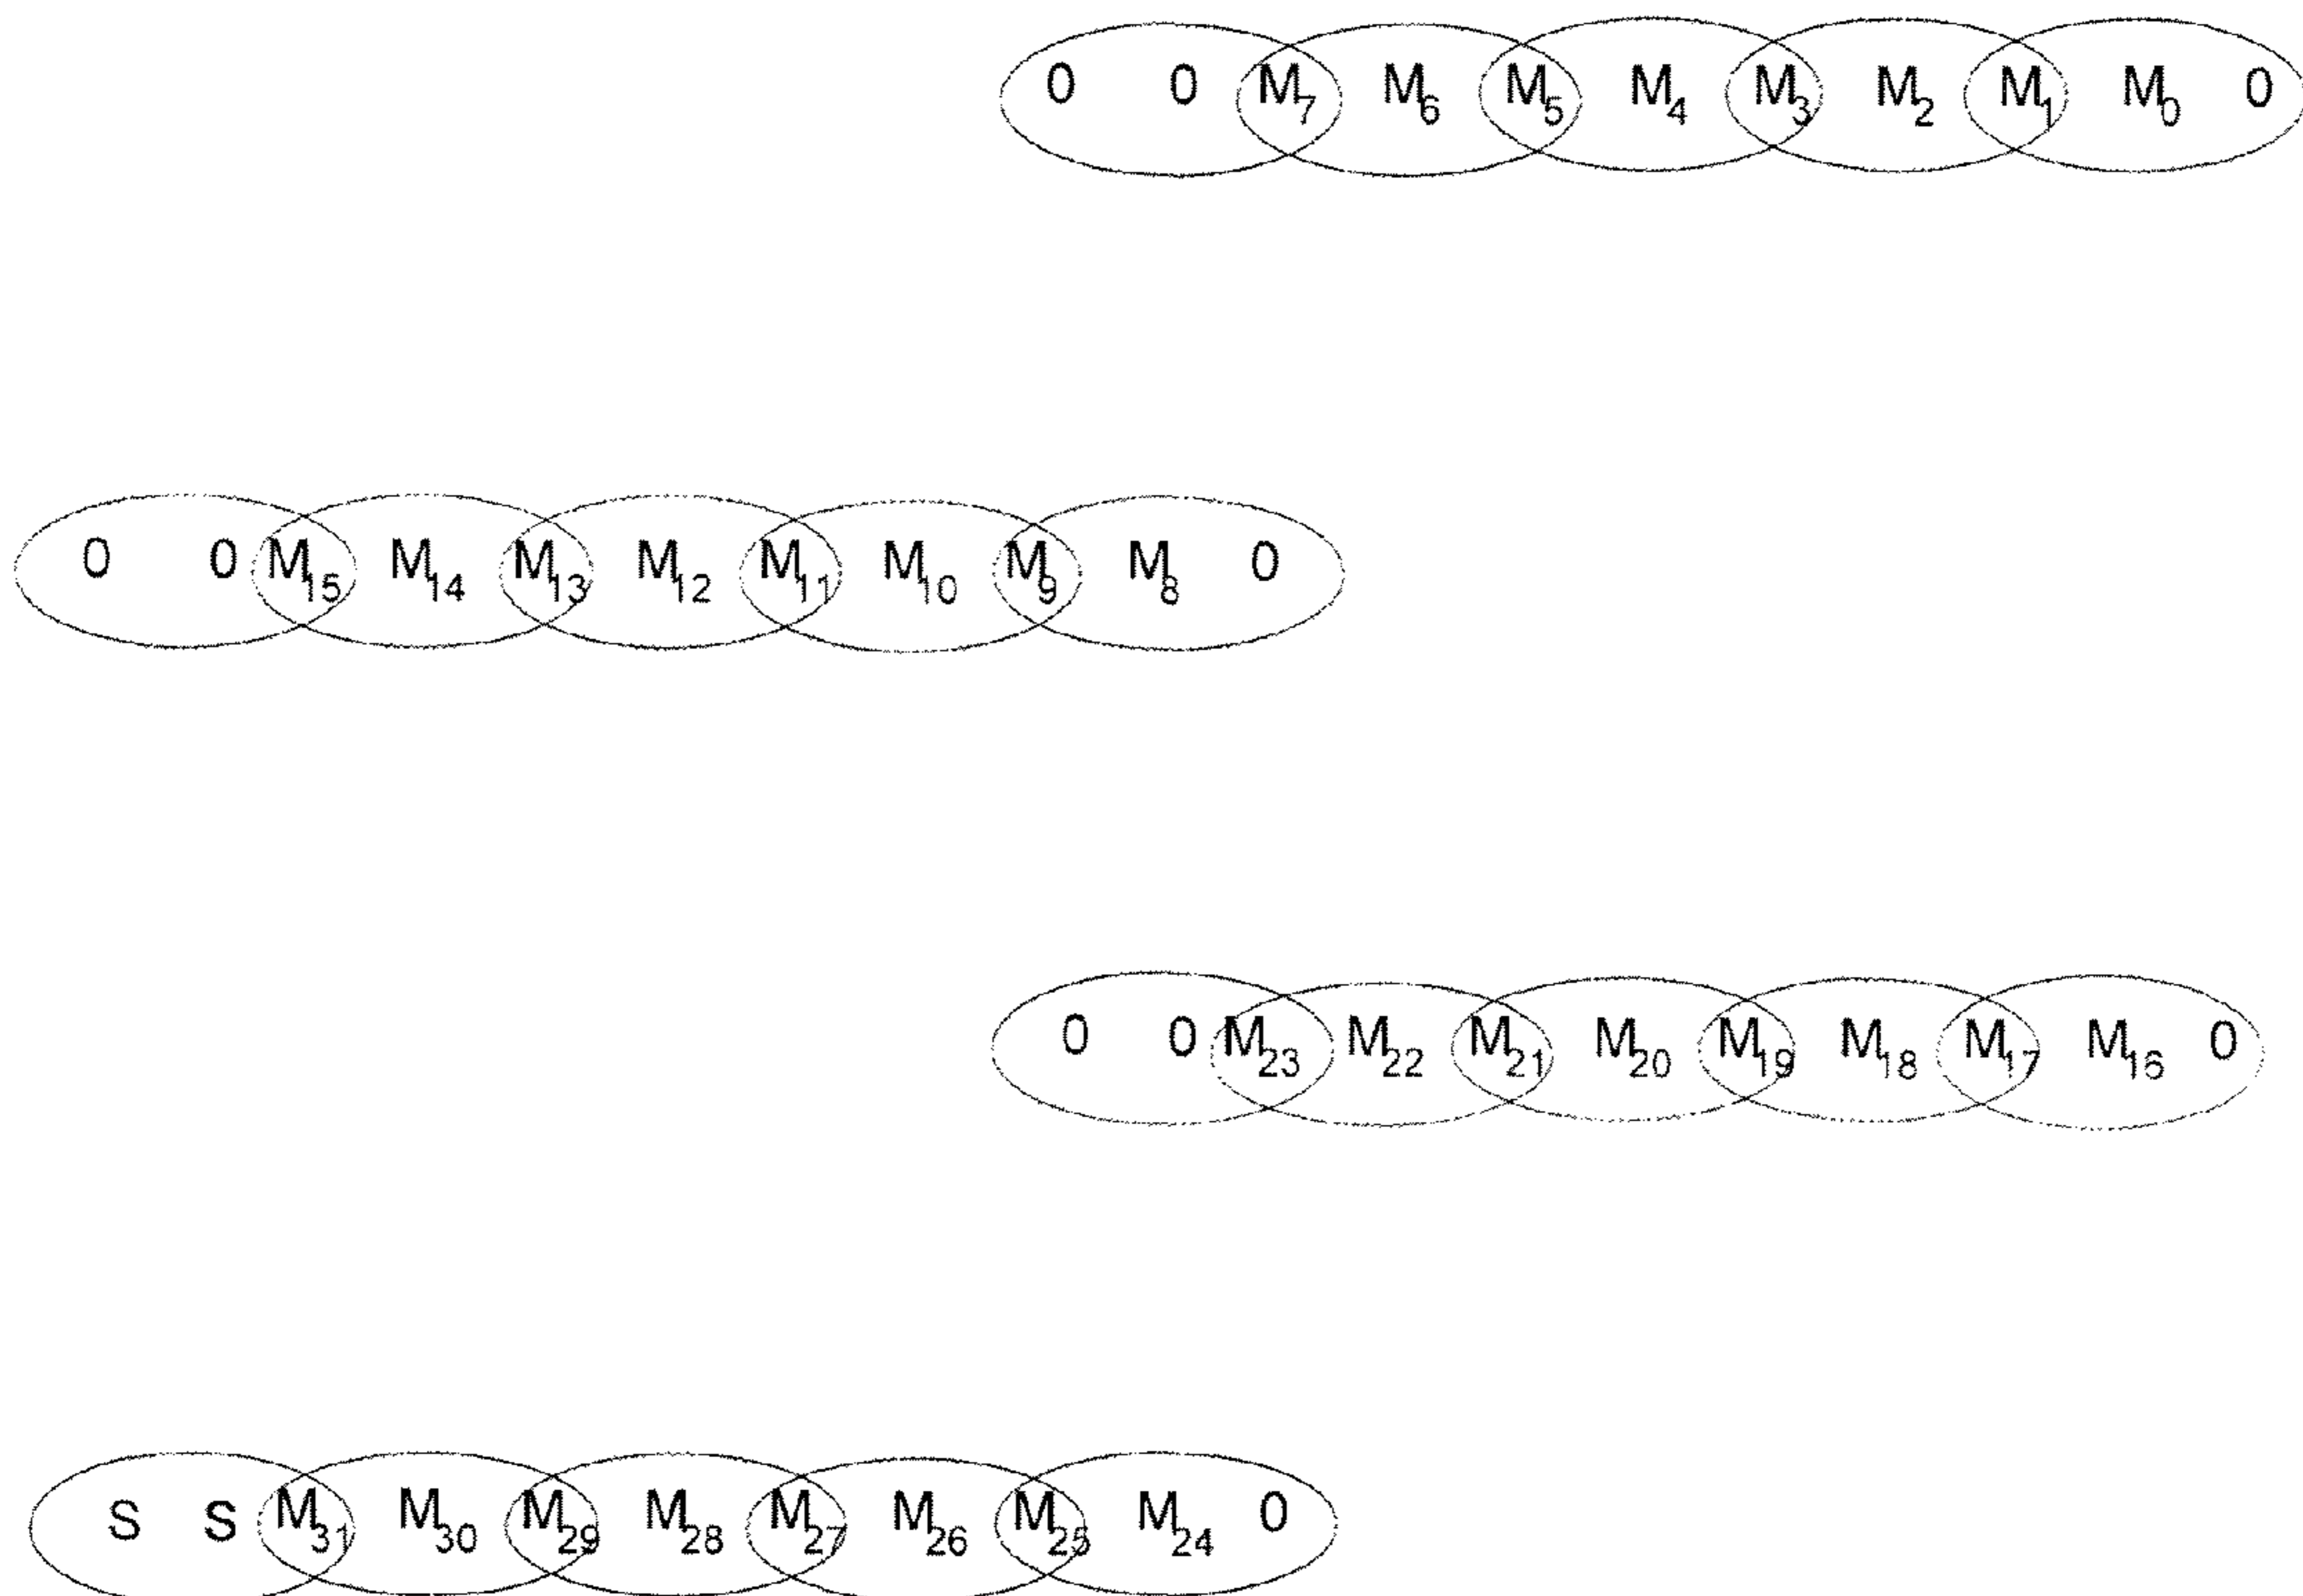 0 0 M₇ M₆ M₅ M₄ M₃ M₂ M₁ M₀ 0
0 0 M₁₅ M₁₄ M₁₃ M₁₂ M₁₁ M₁₀ M₉ M₈ 0
0 0 M₂₃ M₂₂ M₂₁ M₂₀ M₁₉ M₁₈ M₁₇ M₁₆ 0
S S M₃₁ M₃₀ M₂₉ M₂₈ M₂₇ M₂₆ M₂₅ M₂₄ 0